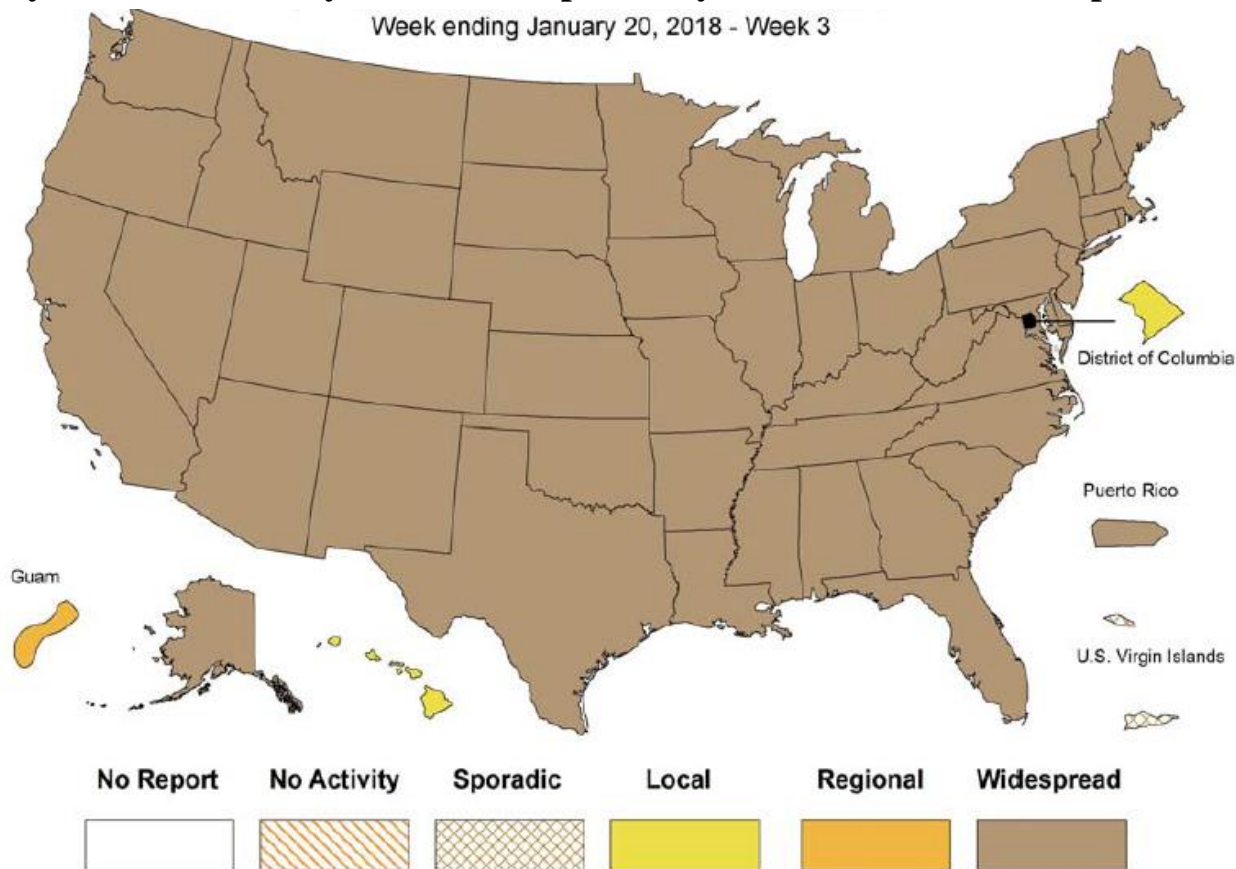 Week ending January 20, 2018 - Week 3
District of Columbia
Puerto Rico
Guam
U.S. Virgin Islands
No Report No Activity Sporadic Local Regional Widespread